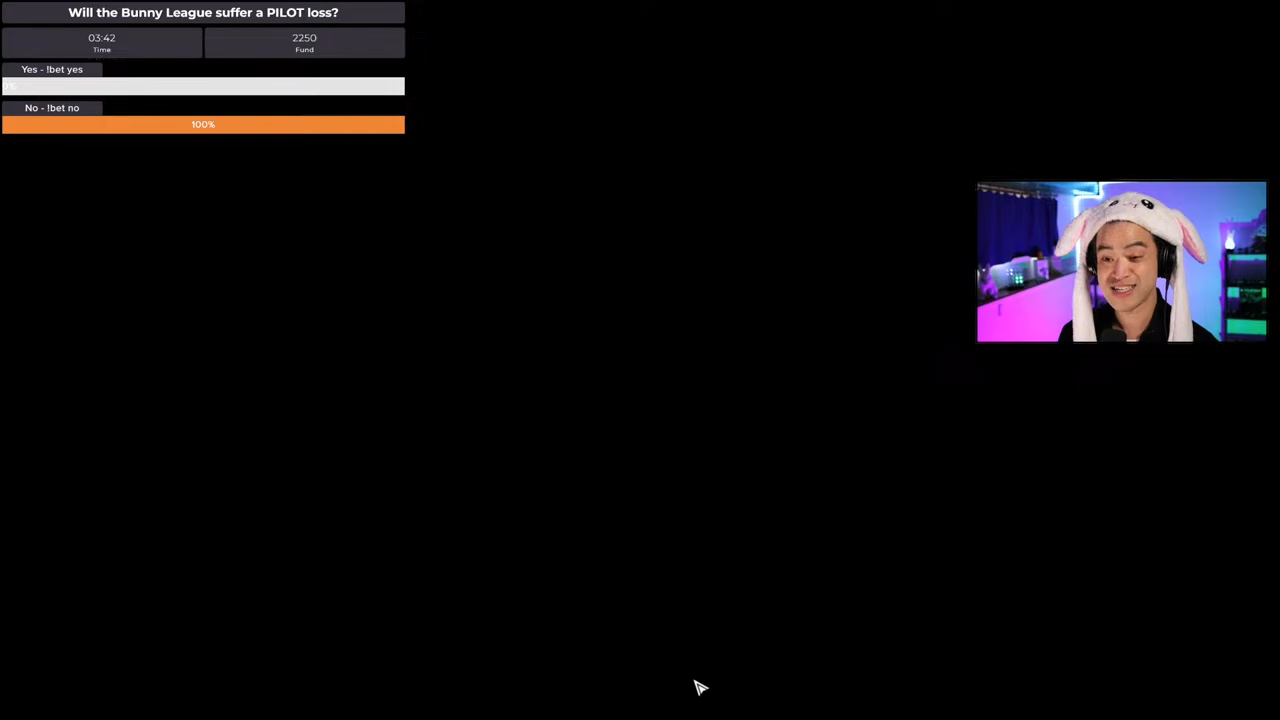 Will the Bunny League suffer a PILOT loss?
03:42
Time
2250
Fund
Yes - !bet yes
0%
No - !bet no
100%